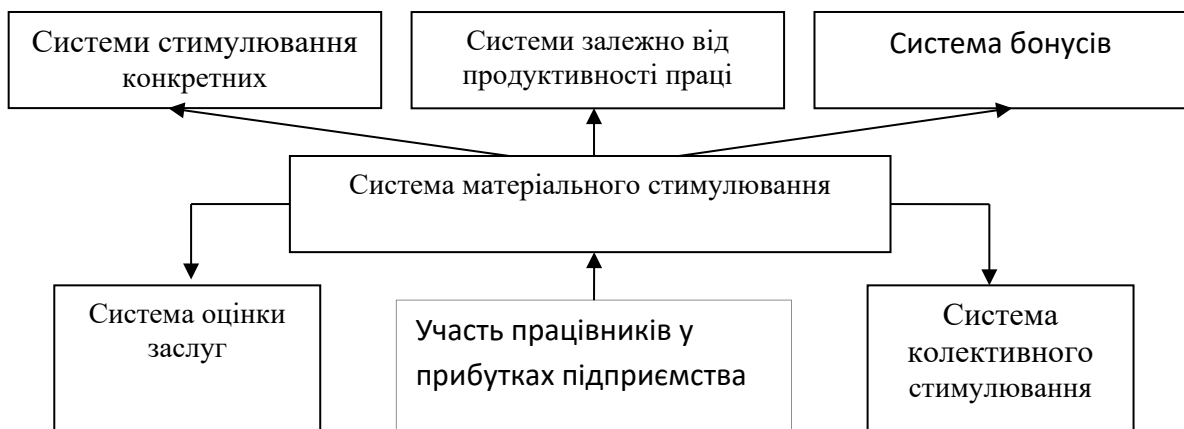 Системи стимулювання
конкретних
Системи залежно від
продуктивності праці
Система бонусів
Система матеріального стимулювання
Система оцінки
заслуг
Участь працівників у
прибутках підприємства
Система
колективного
стимулювання